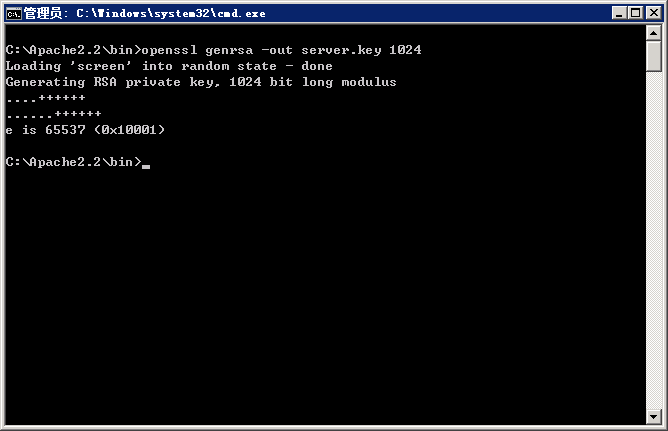 管理员: C:\Windows\system32\cmd.exe
C:\Apache2.2\bin>openssl genrsa -out server.key 1024
Loading 'screen' into random state - done
Generating RSA private key, 1024 bit long modulus
....++++++
......++++++
e is 65537 (0x10001)
C:\Apache2.2\bin>